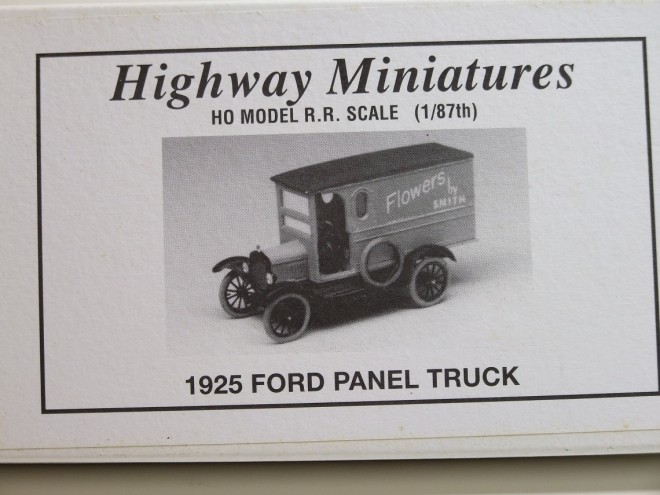 Highway Miniatures
HO MODEL R.R. SCALE (1/87th)
Flowers
by
SMITH
1925 FORD PANEL TRUCK